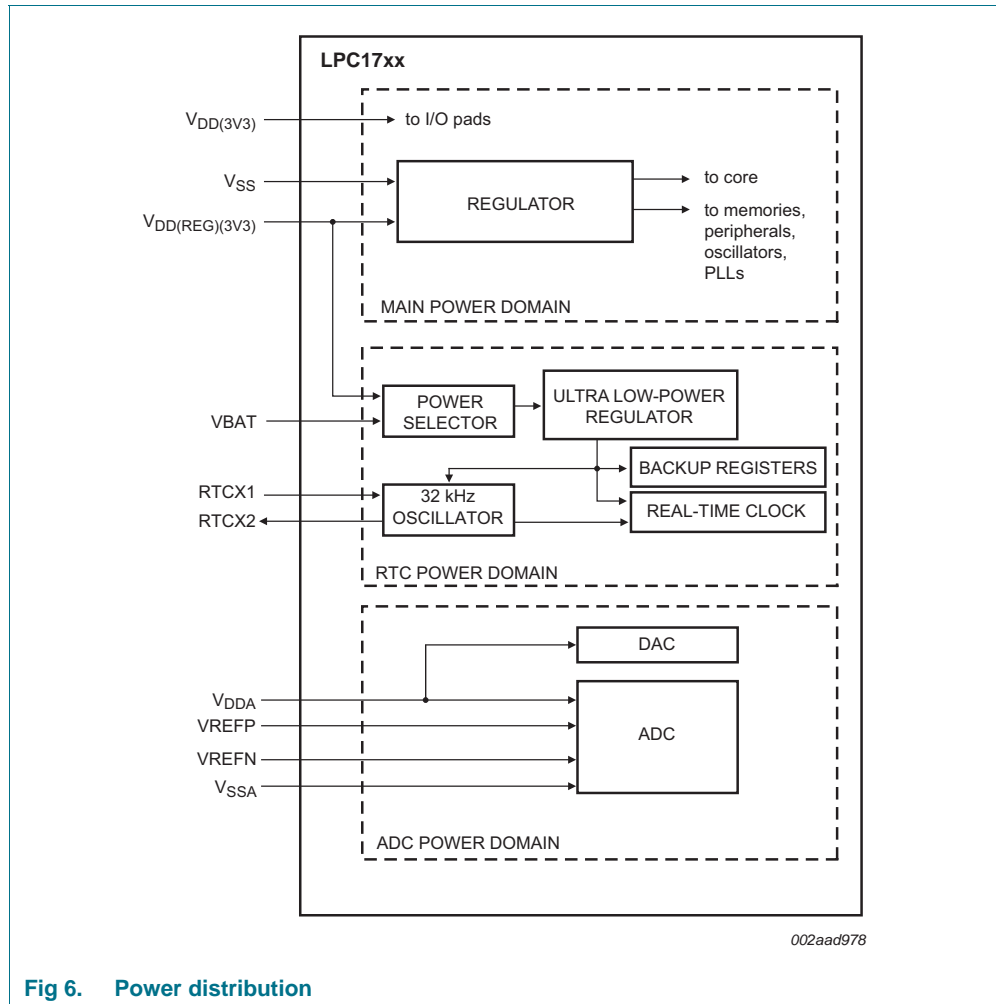 LPC17xx
VDD(3V3)
to I/O pads
VSS
REGULATOR
to core
VDD(REG)(3V3)
to memories,
peripherals,
oscillators,
PLLs
MAIN POWER DOMAIN
POWER
SELECTOR
ULTRA LOW-POWER
REGULATOR
VBAT
BACKUP REGISTERS
RTCX1
32 kHz
OSCILLATOR
REAL-TIME CLOCK
RTCX2
RTC POWER DOMAIN
DAC
VDDA
VREFP
ADC
VREFN
VSSA
ADC POWER DOMAIN
002aad978
Fig 6. Power distribution